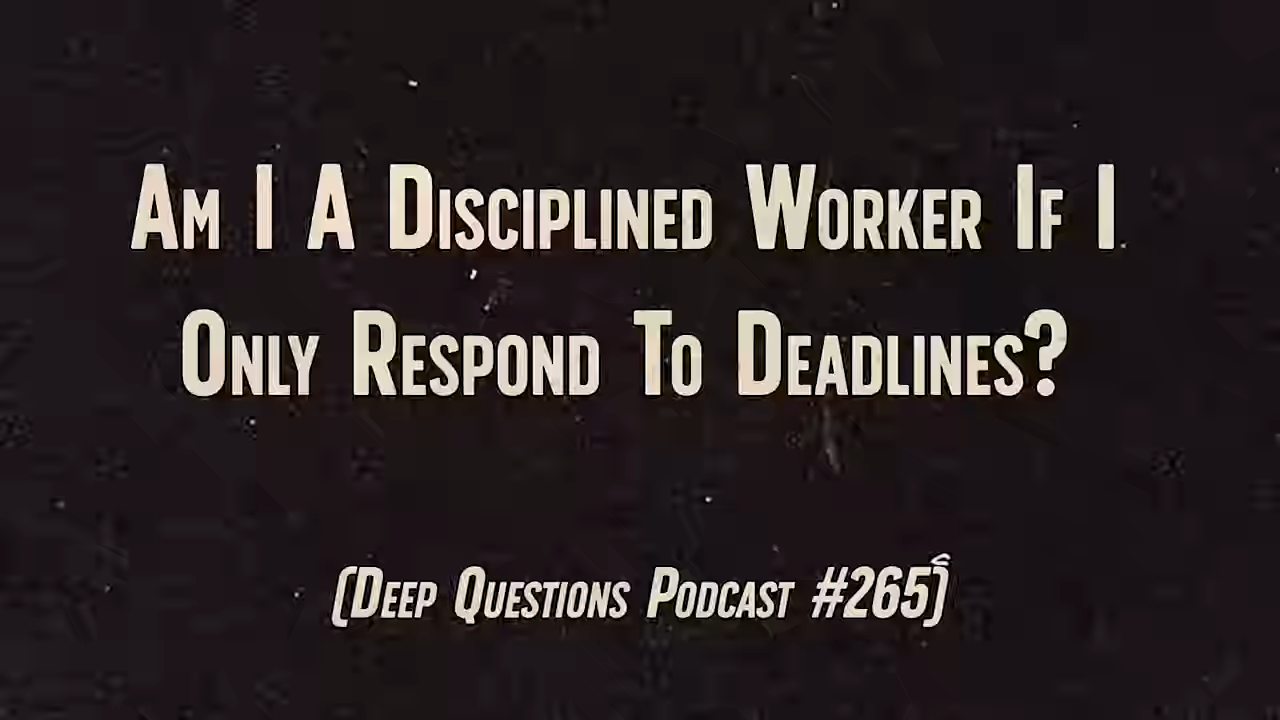 Am I A Disciplined Worker If I
Only Respond To Deadlines?
(Deep Questions Podcast #265)